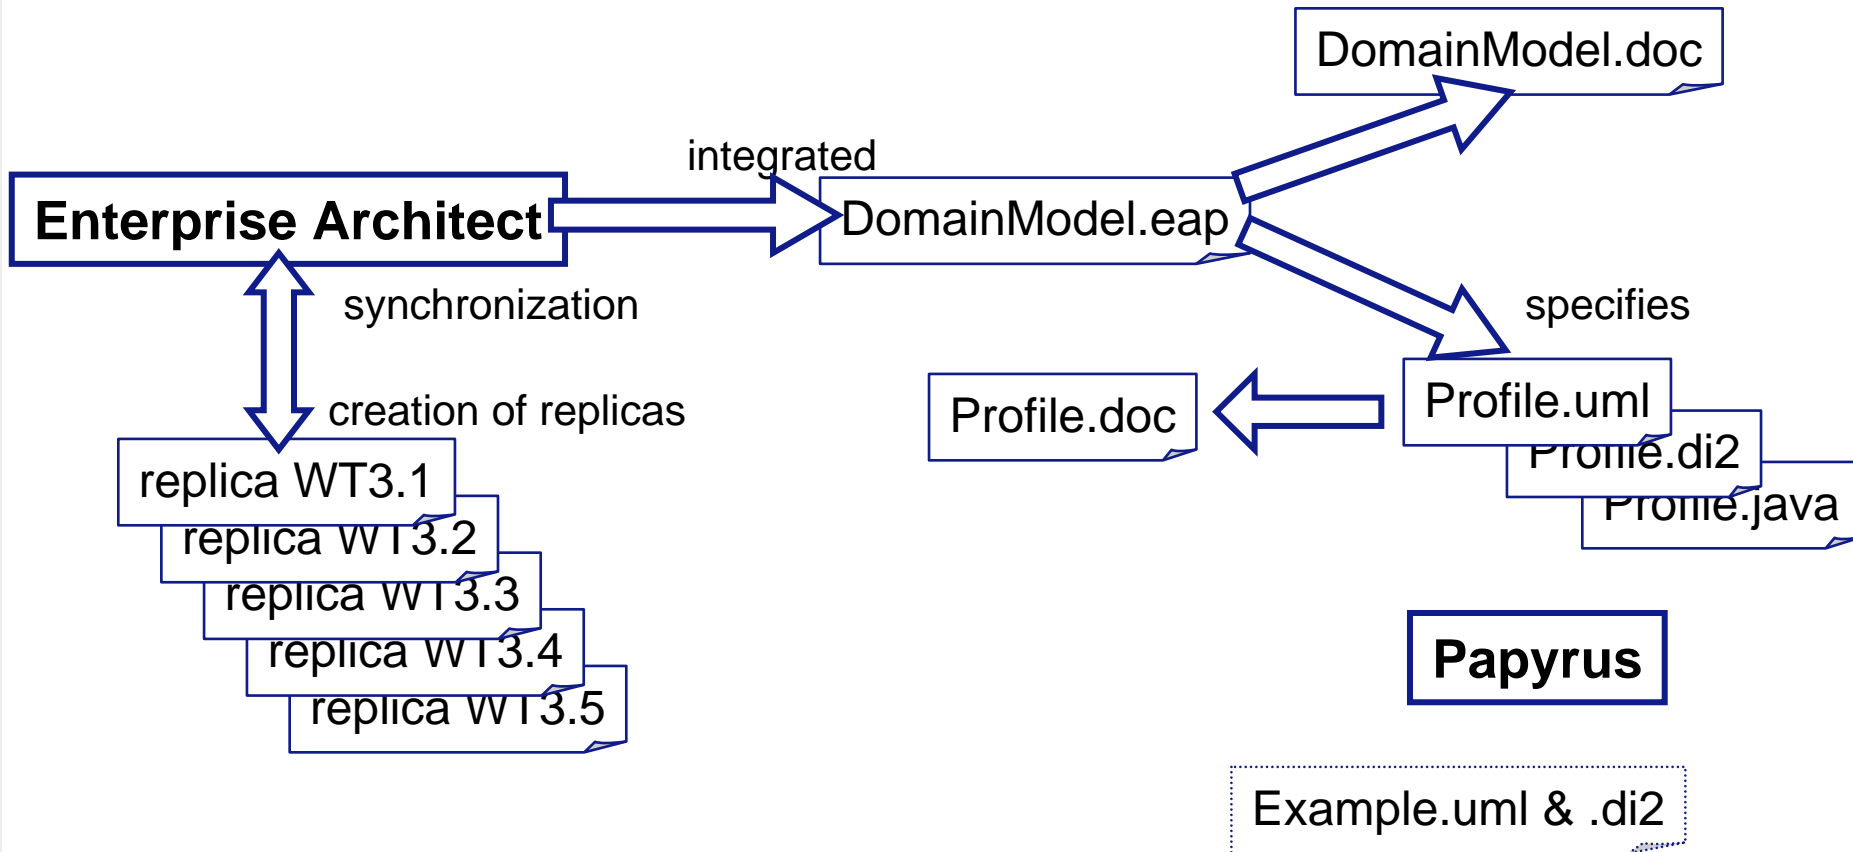 DomainModel.doc
integrated
Enterprise Architect
DomainModel.eap
synchronization
specifies
creation of replicas
Profile.doc
Profile.uml
Profile.di2
Profile.java
replica WT3.1
replica WT3.2
replica WT3.3
replica WT3.4
replica WT3.5
Papyrus
Example.uml & .di2